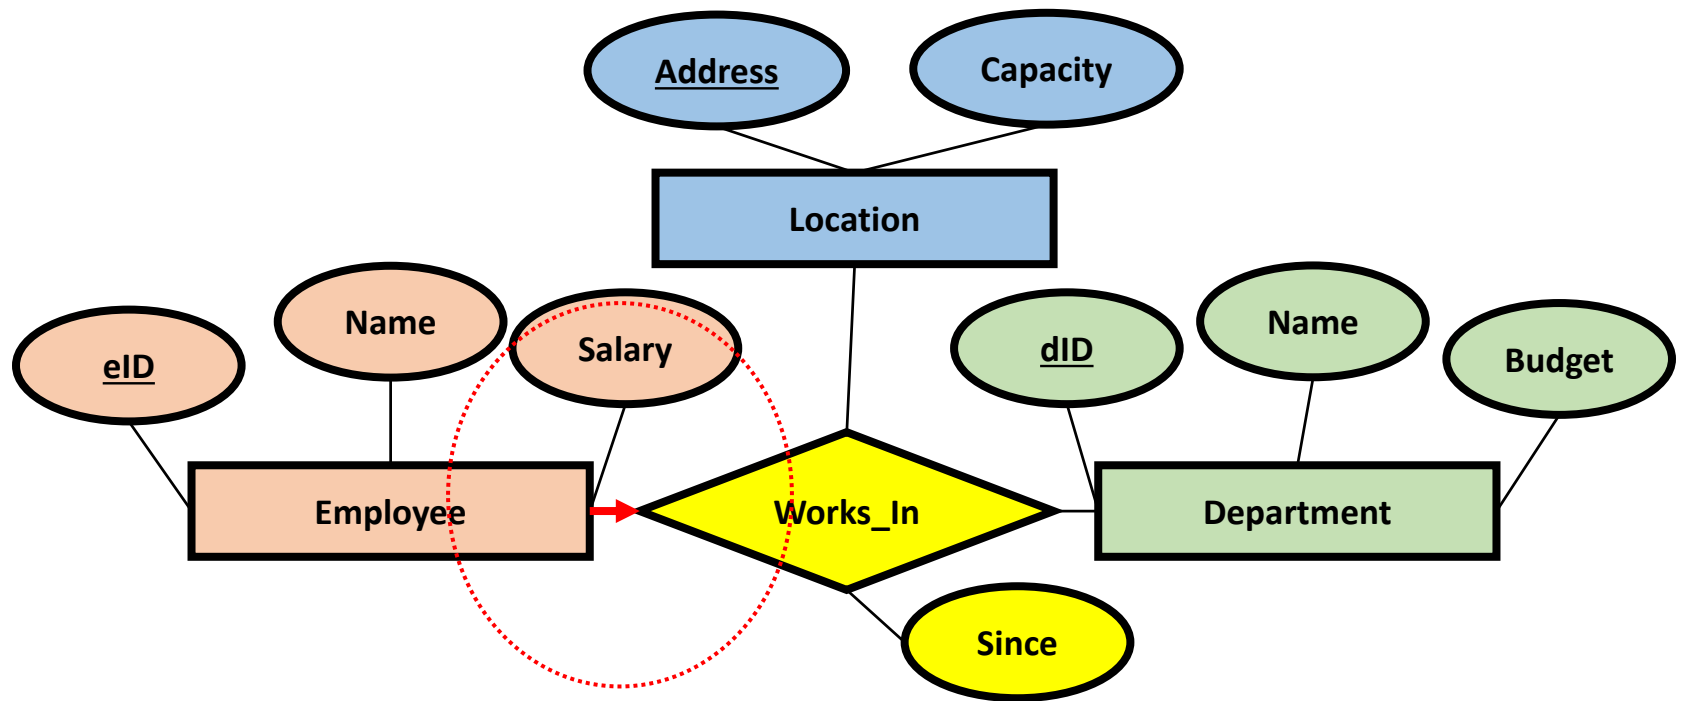 Address
Capacity
Location
Name
Salary
eID
dID
Name
Budget
Employee
Works_In
Department
Since